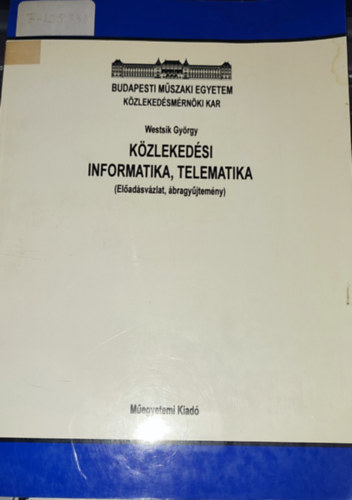 BUDAPESTI MŰSZAKI EGYETEM
KÖZLEKEDÉSMÉRNÖKI KAR
Westsik György
KÖZLEKEDÉSI
INFORMATIKA, TELEMATIKA
(Előadásvázlat, ábragyűjtemény)
Műegyetemi Kiadó